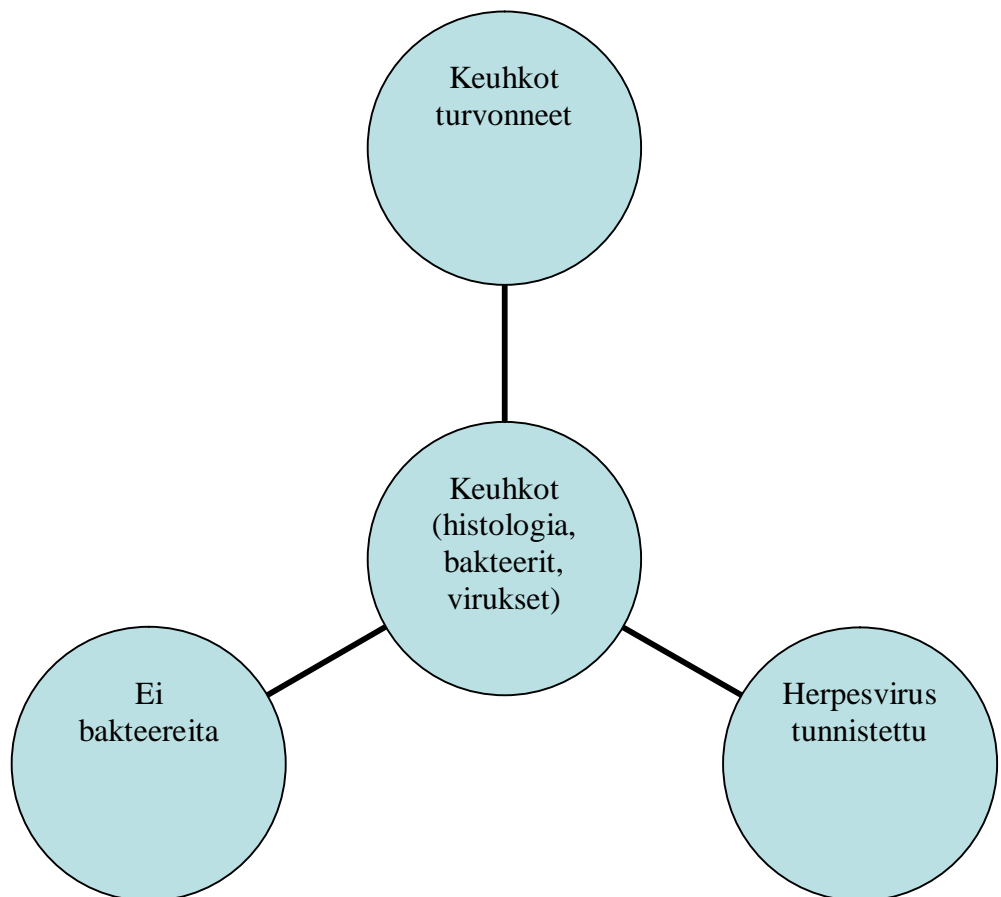 Keuhkot
turvonneet
Keuhkot
(histologia,
bakteerit,
virukset)
Ei
bakteereita
Herpesvirus
tunnistettu